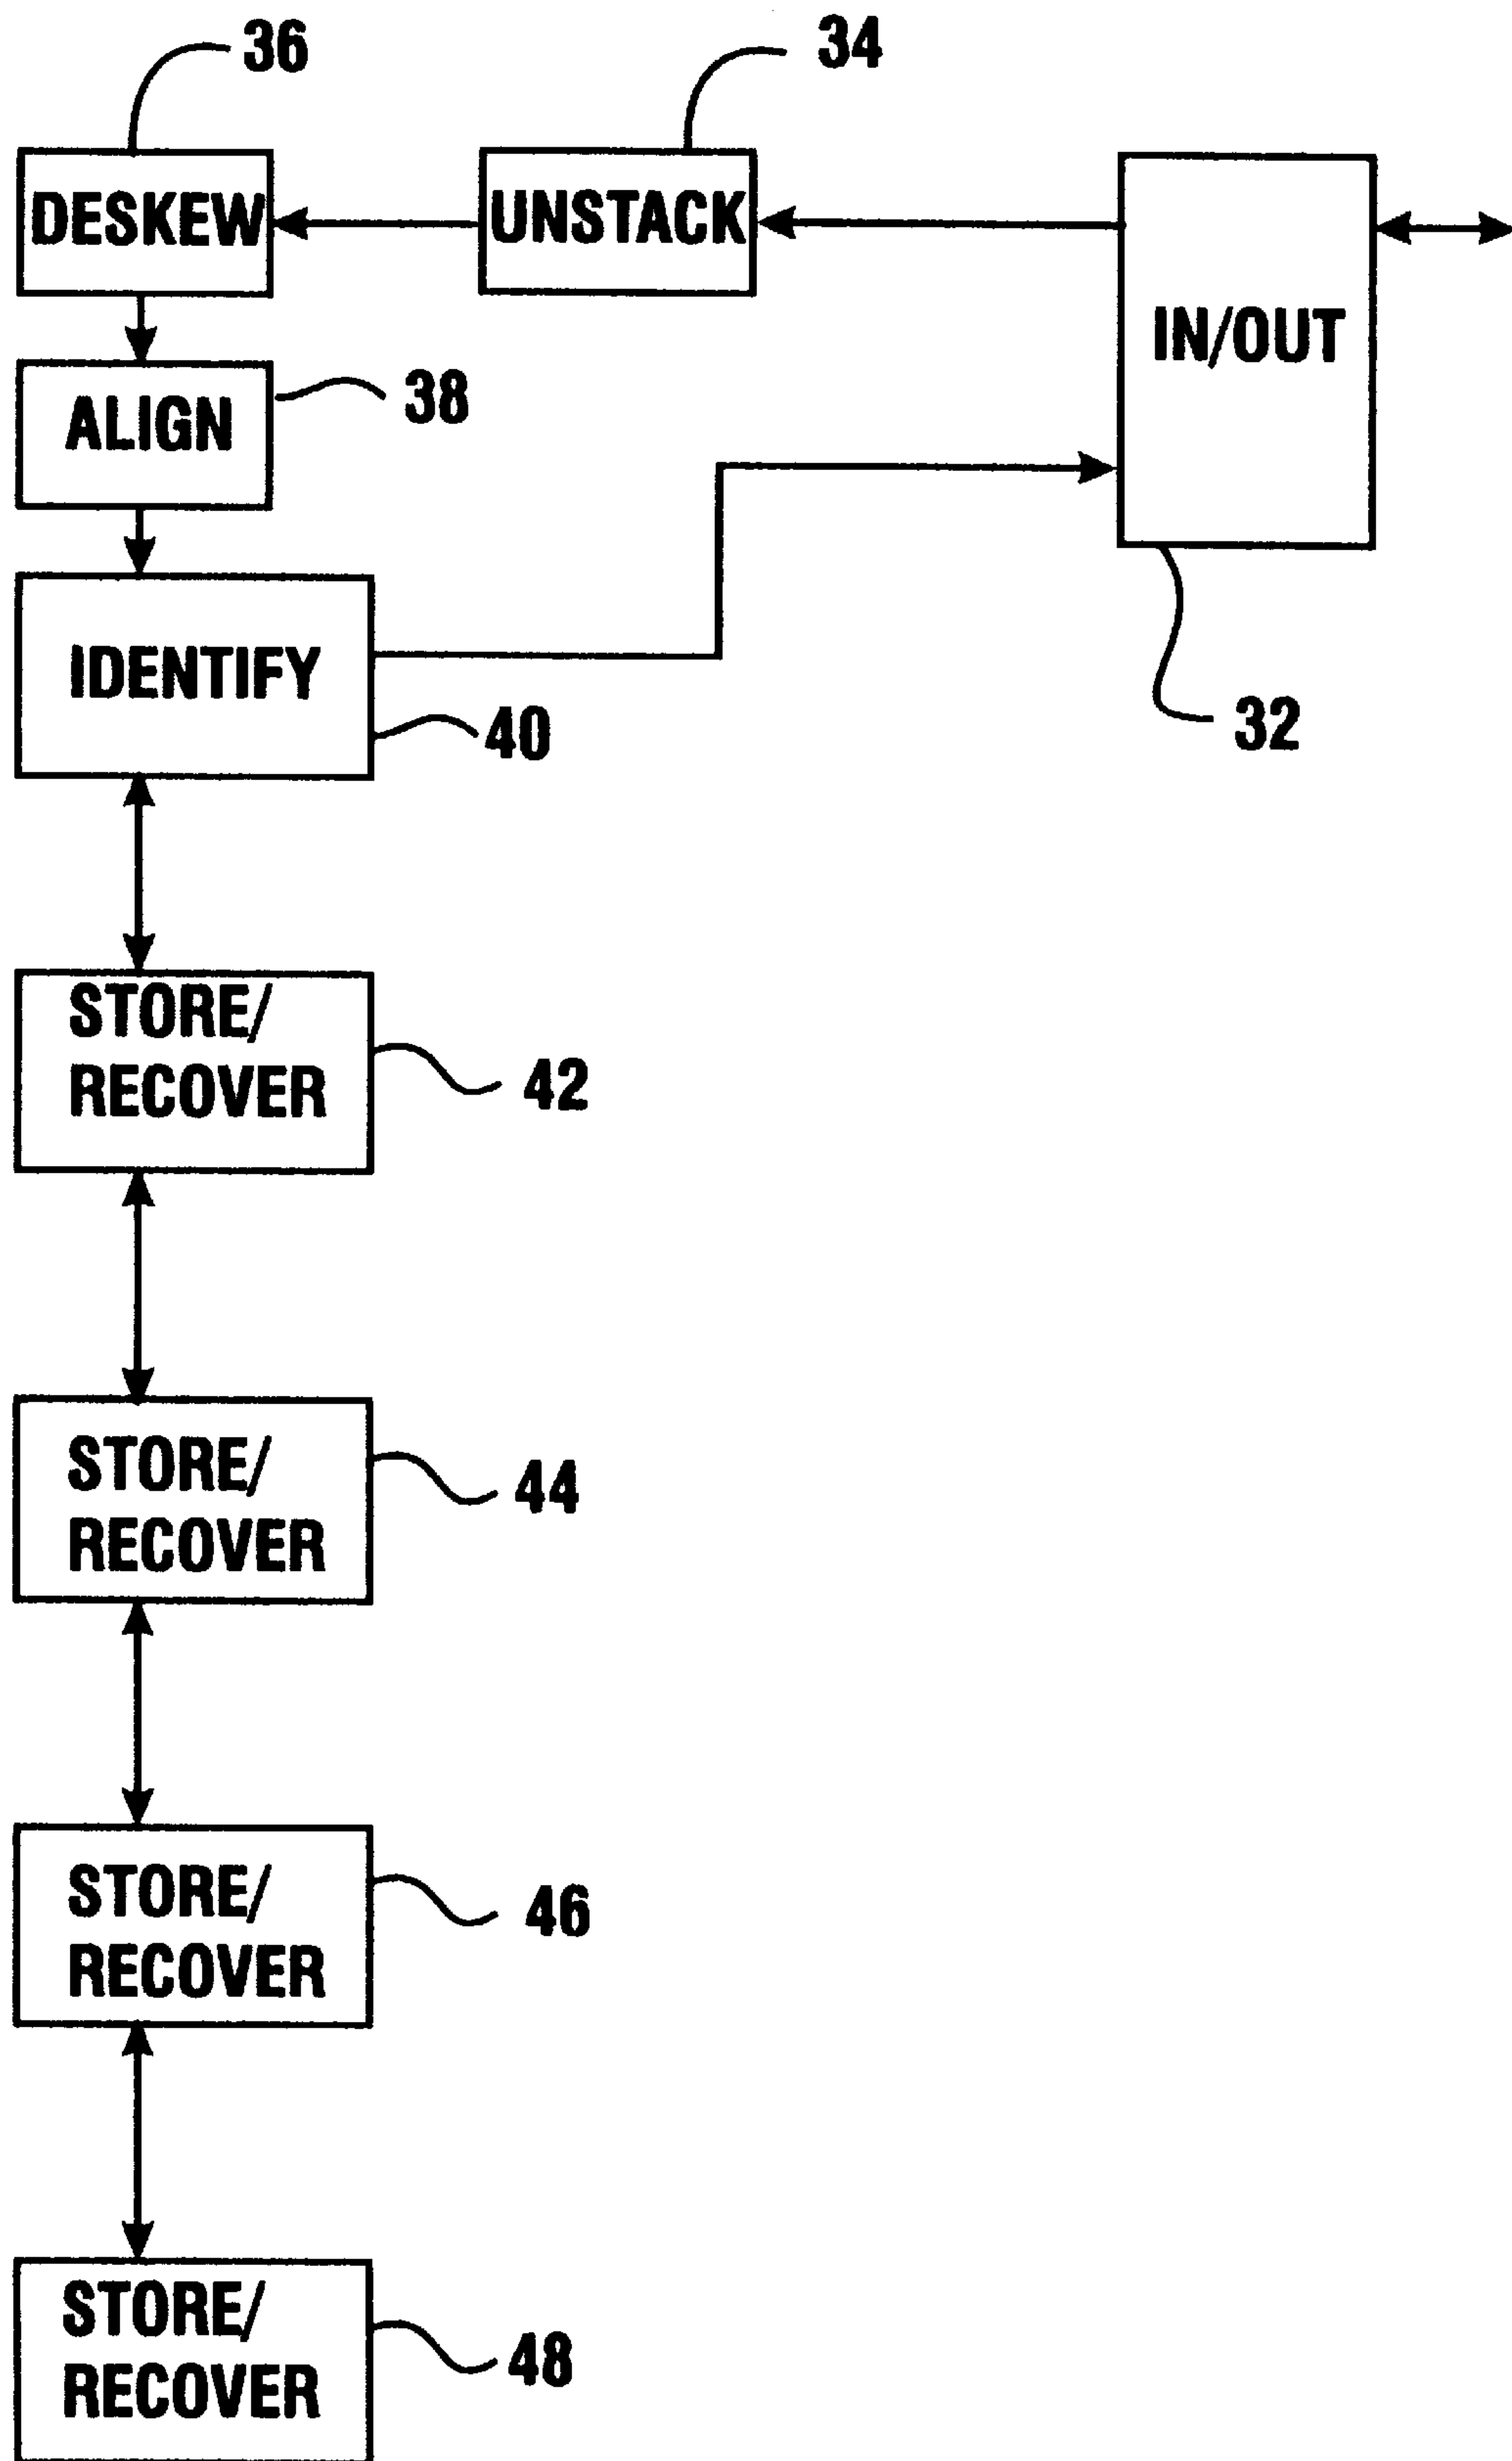 36
34
DESKEW
UNSTACK
IN/OUT
ALIGN
38
IDENTIFY
40
32
STORE/
RECOVER
42
STORE/
RECOVER
44
STORE/
RECOVER
46
STORE/
RECOVER
48